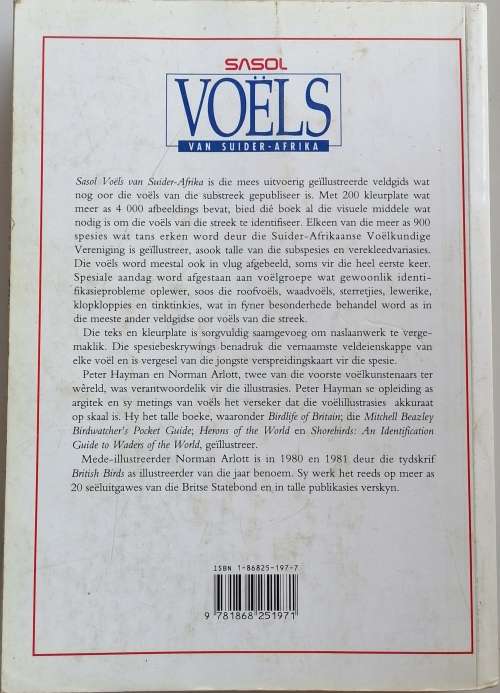 SASOL
VOËLS
VAN SUIDER-AFRIKA
Sasol Voëls van Suider-Afrika is die mees uitvoerig geïllustreerde veldgids wat
nog oor die voëls van die substreek gepubliseer is. Met 200 kleurplate wat
meer as 4 000 afbeeldings bevat, bied dié boek al die visuele middele wat
nodig is om die voëls van die streek te identifiseer. Elkeen van die meer as 900
spesies wat tans erken word deur die Suider-Afrikaanse Voëlkundige
Vereniging is geïllustreer, asook talle van die subspesies en verekleedvariasies.
Die voëls word meestal ook in vlug afgebeeld, soms vir die heel eerste keer.
Spesiale aandag word afgestaan aan voëlgroepe wat gewoonlik identi-
fikasieprobleme oplewer, soos die roofvoëls, waadvoëls, sterretjies, lewerike,
klopkloppies en tinktinkies, wat in fyner besonderhede behandel word as in
die meeste ander veldgidse oor voëls van die streek.
Die teks en kleurplate is sorgvuldig saamgevoeg om naslaanwerk te verge-
maklik. Die spesiebeskrywings benadruk die vernaamste veldeienskappe van
elke voël en is vergesel van die jongste verspreidingskaart vir die spesie.
Peter Hayman en Norman Arlott, twee van die voorste voëlkunstenaars ter
wêreld, was verantwoordelik vir die illustrasies. Peter Hayman se opleiding as
argitek en sy metings van voëls het verseker dat die voëlillustrasies akkuraat
op skaal is. Hy het talle boeke, waaronder Birdlife of Britain; die Mitchell Beazley
Birdwatcher's Pocket Guide; Herons of the World en Shorebirds: An Identification
Guide to Waders of the World, geïllustreer.
Mede-illustreerder Norman Arlott is in 1980 en 1981 deur die tydskrif
British Birds as illustreerder van die jaar benoem. Sy werk het reeds op meer as
20 seëluitgawes van die Britse Statebond en in talle publikasies verskyn.
ISBN 1-86825-197-7
9 781868 251971